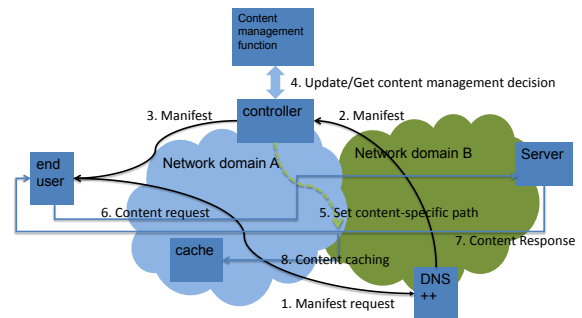 Content
management
function
4. Update/Get content management decision
3. Manifest
controller
2. Manifest
end
user
Network domain A
Network domain B
Server
6. Content request
5. Set content-specific path
7. Content Response
cache
8. Content caching
DNS
++
1. Manifest request